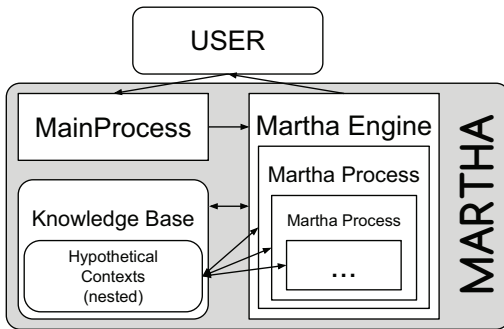 USER
MainProcess
Martha Engine
Martha Process
Martha Process
...
Knowledge Base
Hypothetical
Contexts
(nested)
MARTHA